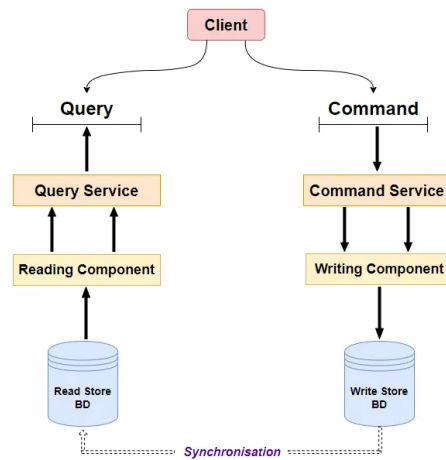 Client
Query
Command
Query Service
Command Service
Reading Component
Writing Component
Read Store
BD
Write Store
BD
Synchronisation